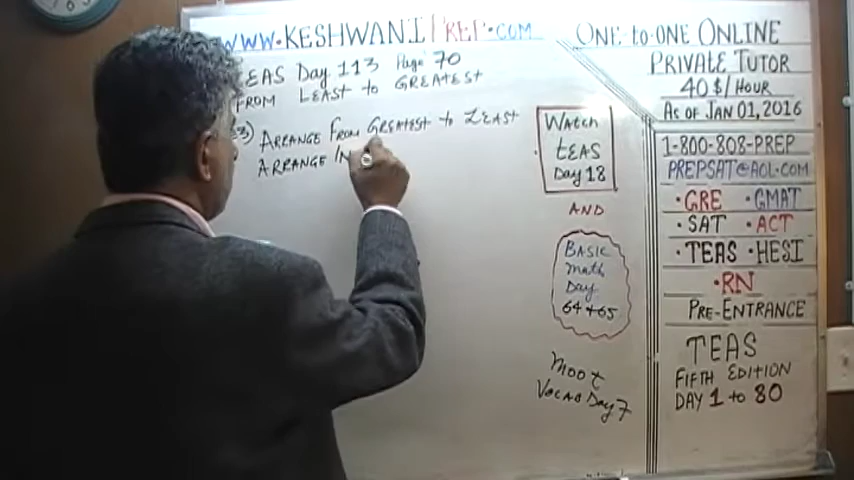 WWW.KESHWANIPREP.COM
TEAS Day 113 Page 70
FROM LEAST to GREATEST
3) ARRANGE FROM GREATEST to LEAST
ARRANGE IN
Watch
TEAS
Day 18
AND
BASIC
math
Day
64+65
Moot
VOCAB Day 7
ONE-to-ONE ONLINE
PRIVATE TUTOR
40 $/HOUR
AS OF JAN 01, 2016
1-800-808-PREP
PREPSAT@AOL.COM
•GRE •GMAT
•SAT •ACT
•TEAS •HESI
•RN
PRE-ENTRANCE
TEAS
FIFTH EDITION
DAY 1 to 80